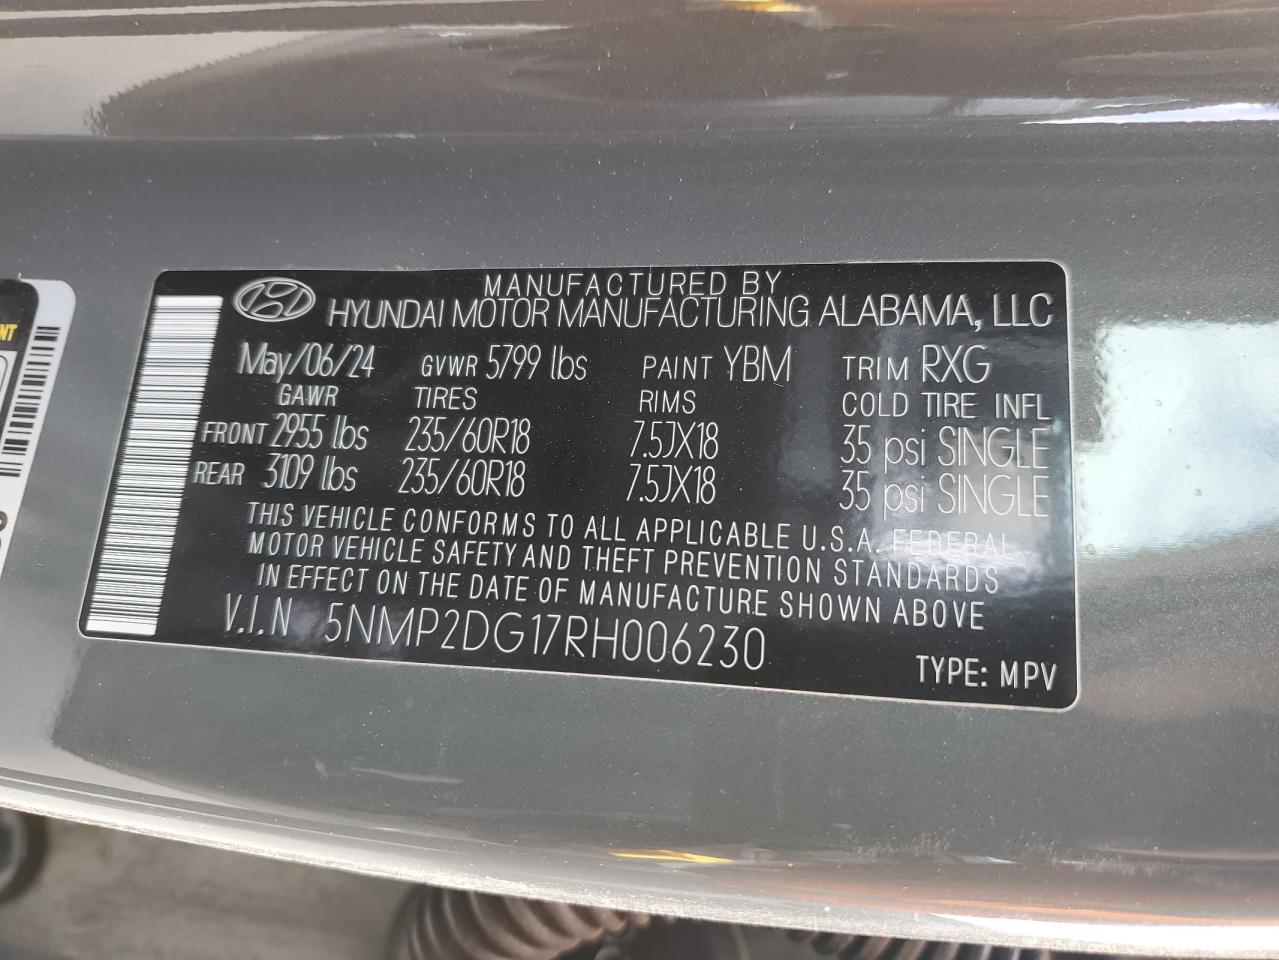 MANUFACTURED BY
HYUNDAI MOTOR MANUFACTURING ALABAMA, LLC
May/06/24 GVWR 5799 lbs PAINT YBM TRIM RXG
GAWR TIRES RIMS COLD TIRE INFL
FRONT 2955 lbs 235/60R18 7.5JX18 35 psi SINGLE
REAR 3109 lbs 235/60R18 7.5JX18 35 psi SINGLE
THIS VEHICLE CONFORMS TO ALL APPLICABLE U.S.A. FEDERAL
MOTOR VEHICLE SAFETY AND THEFT PREVENTION STANDARDS
IN EFFECT ON THE DATE OF MANUFACTURE SHOWN ABOVE
V.I.N 5NMP2DG17RH006230
TYPE: MPV